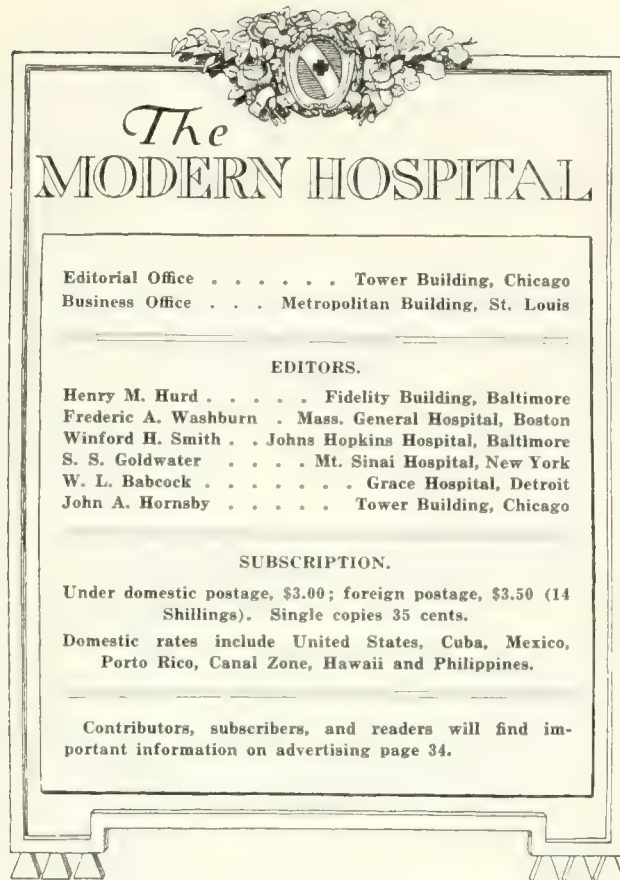 The
MODERN HOSPITAL
Editorial Office . . . . . . Tower Building, Chicago
Business Office . . . Metropolitan Building, St. Louis
EDITORS.
Henry M. Hurd . . . . . Fidelity Building, Baltimore
Frederic A. Washburn . Mass. General Hospital, Boston
Winford H. Smith . . Johns Hopkins Hospital, Baltimore
S. S. Goldwater . . . . Mt. Sinai Hospital, New York
W. L. Babcock . . . . . . . Grace Hospital, Detroit
John A. Hornsby . . . . . Tower Building, Chicago
SUBSCRIPTION.
Under domestic postage, $3.00; foreign postage, $3.50 (14
Shillings). Single copies 35 cents.
Domestic rates include United States, Cuba, Mexico,
Porto Rico, Canal Zone, Hawaii and Philippines.
Contributors, subscribers, and readers will find im-
portant information on advertising page 34.